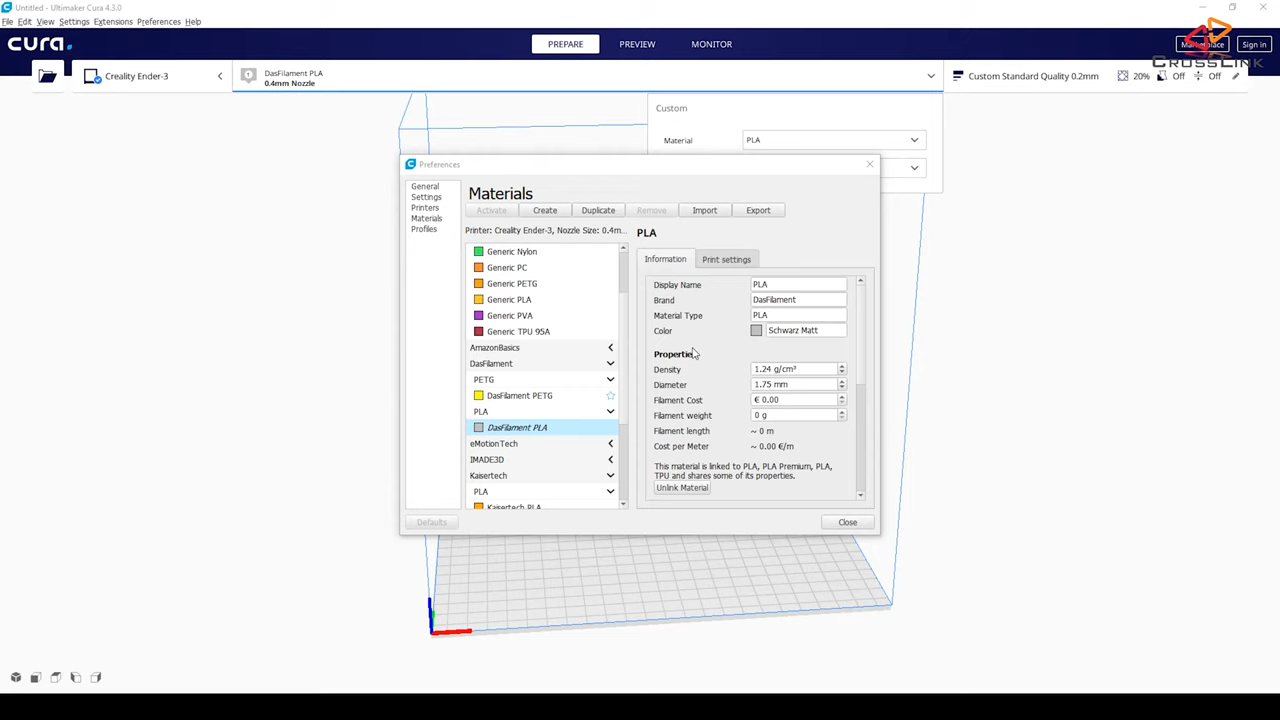 Untitled - Ultimaker Cura 4.3.0
File Edit View Settings Extensions Preferences Help
cura.
PREPARE
PREVIEW
MONITOR
Marketplace
Sign in
CROSSLINK
Creality Ender-3
DasFilament PLA
0.4mm Nozzle
Custom Standard Quality 0.2mm
20%
Off
Off
Custom
Material
PLA
Preferences
General
Settings
Printers
Materials
Profiles
Materials
Activate
Create
Duplicate
Remove
Import
Export
Printer: Creality Ender-3, Nozzle Size: 0.4m...
Generic Nylon
Generic PC
Generic PETG
Generic PLA
Generic PVA
Generic TPU 95A
AmazonBasics
DasFilament
PETG
DasFilament PETG
PLA
DasFilament PLA
eMotionTech
IMADE3D
Kaisertech
PLA
Kaisertech PLA
PLA
Information
Print settings
Display Name PLA
Brand DasFilament
Material Type PLA
Color Schwarz Matt
Properties
Density 1.24 g/cm³
Diameter 1.75 mm
Filament Cost € 0.00
Filament weight 0 g
Filament length ~ 0 m
Cost per Meter ~ 0.00 €/m
This material is linked to PLA, PLA Premium, PLA,
TPU and shares some of its properties.
Unlink Material
Defaults
Close